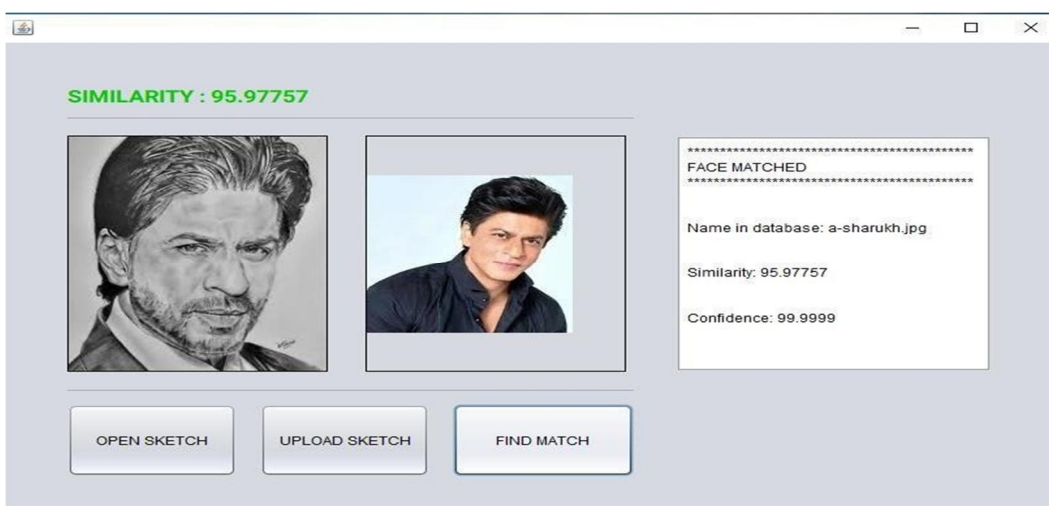 SIMILARITY : 95.97757
********************************************
FACE MATCHED
********************************************
Name in database: a-sharukh.jpg
Similarity: 95.97757
Confidence: 99.9999
OPEN SKETCH
UPLOAD SKETCH
FIND MATCH